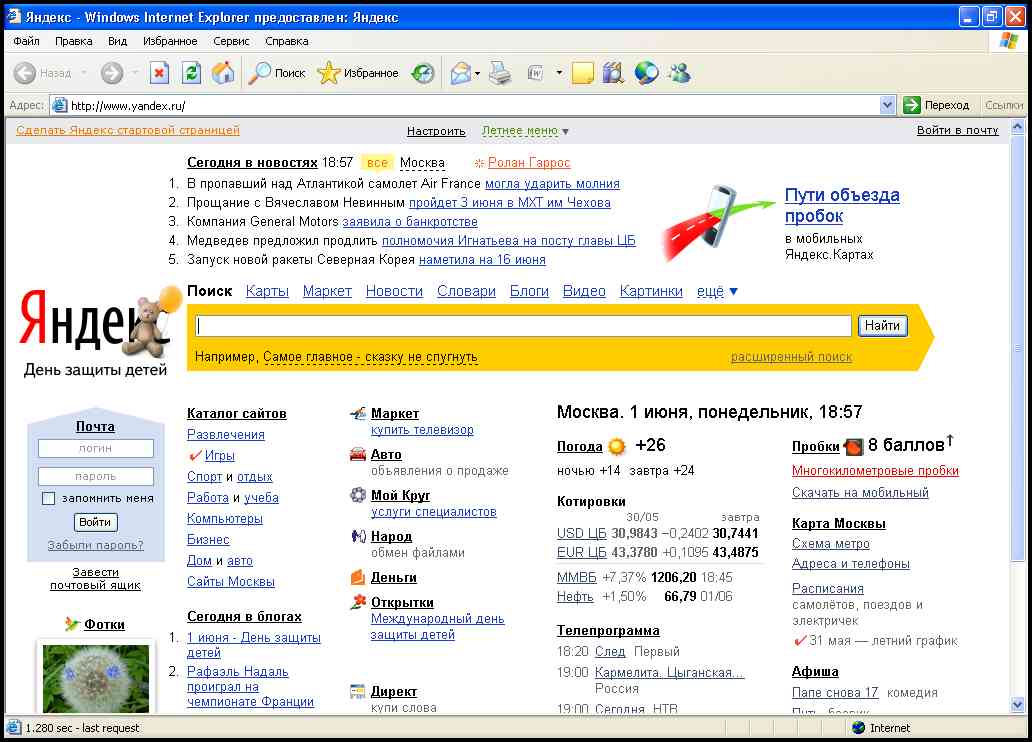 Яндекс - Windows Internet Explorer предоставлен: Яндекс
Файл Правка Вид Избранное Сервис Справка
Назад Поиск Избранное
Адрес: http://www.yandex.ru/ Переход Ссылки
Сделать Яндекс стартовой страницей Настроить Летнее меню ▼ Войти в почту
Сегодня в новостях 18:57 все Москва Ролан Гаррос
1. В пропавший над Атлантикой самолет Air France могла ударить молния
2. Прощание с Вячеславом Невинным пройдет 3 июня в МХТ им Чехова
3. Компания General Motors заявила о банкротстве
4. Медведев предложил продлить полномочия Игнатьева на посту главы ЦБ
5. Запуск новой ракеты Северная Корея наметила на 16 июня
Пути объезда
пробок
в мобильных
Яндекс.Картах
Яндекс
День защиты детей
Поиск Карты Маркет Новости Словари Блоги Видео Картинки ещё ▼
Найти
Например, Самое главное - сказку не спугнуть расширенный поиск
Почта
логин
пароль
запомнить меня
Войти
Забыли пароль?
Завести
почтовый ящик
Фотки
Каталог сайтов
Развлечения
Игры
Спорт и отдых
Работа и учеба
Компьютеры
Бизнес
Дом и авто
Сайты Москвы
Сегодня в блогах
1. 1 июня - День защиты
детей
2. Рафаэль Надаль
проиграл на
чемпионате Франции
Маркет
купить телевизор
Авто
объявления о продаже
Мой Круг
услуги специалистов
Народ
обмен файлами
Деньги
Открытки
Международный день
защиты детей
Директ
купи слова
Москва. 1 июня, понедельник, 18:57
Погода +26
ночью +14 завтра +24
Котировки
30/05 завтра
USD ЦБ 30,9843 −0,2402 30,7441
EUR ЦБ 43,3780 +0,1095 43,4875
ММВБ +7,37% 1206,20 18:45
Нефть +1,50% 66,79 01/06
Телепрограмма
18:20 След Первый
19:00 Кармелита. Цыганская...
Россия
19:00 Сегодня НТВ
Пробки 8 баллов↑
Многокилометровые пробки
Скачать на мобильный
Карта Москвы
Схема метро
Адреса и телефоны
Расписания
самолётов, поездов и
электричек
31 мая — летний график
Афиша
Папе снова 17 комедия
1.280 sec - last request Internet